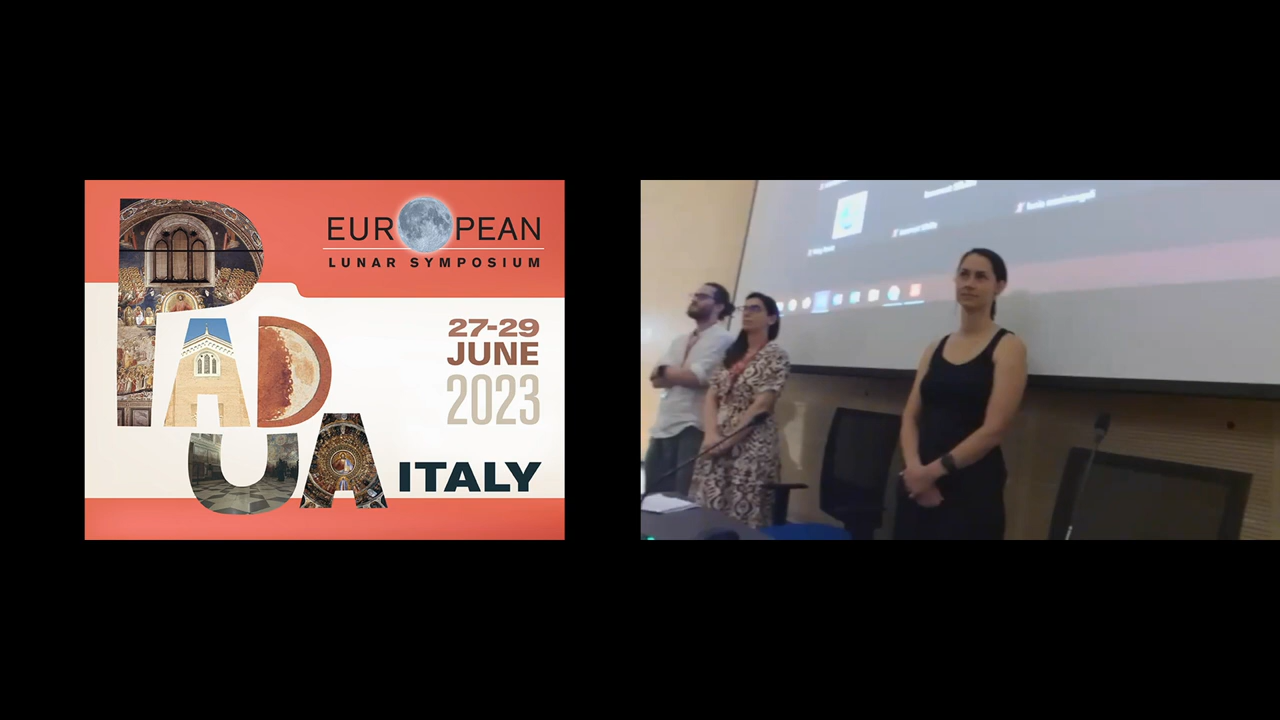 PADUA
EUROPEAN
LUNAR SYMPOSIUM
27-29
JUNE
2023
ITALY